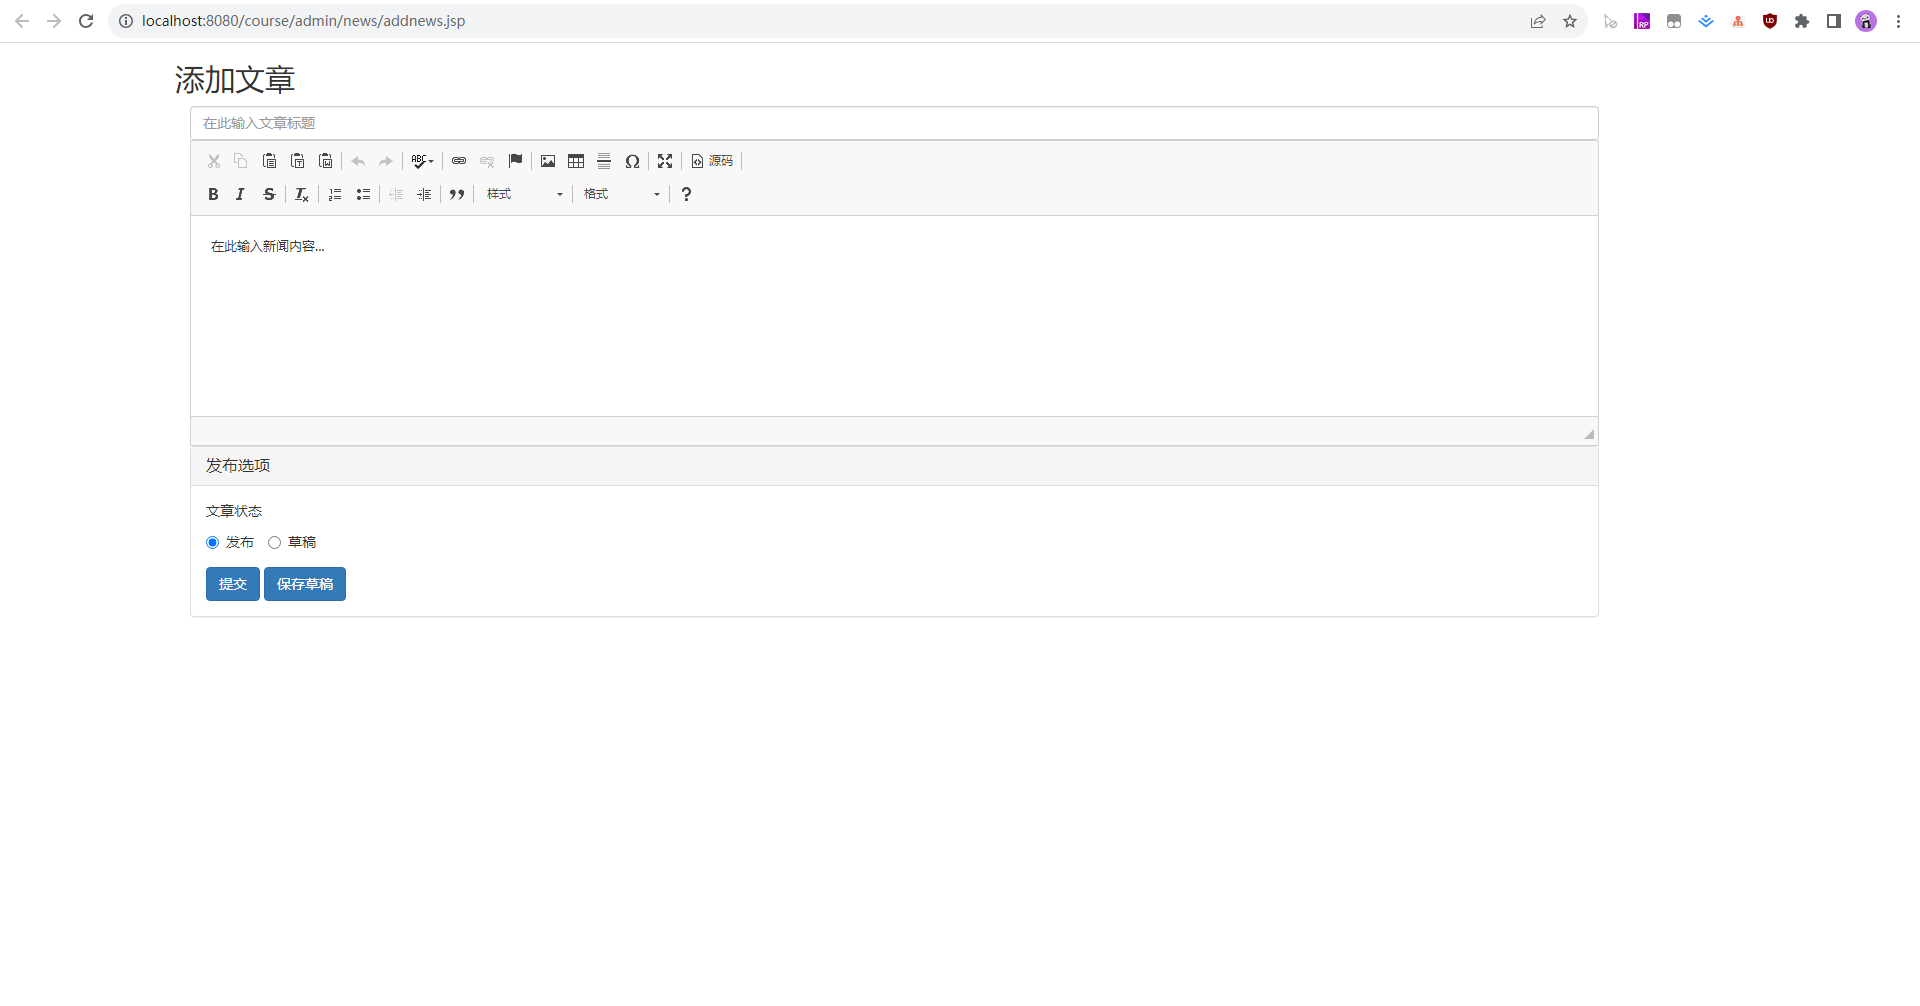 localhost:8080/course/admin/news/addnews.jsp
添加文章
在此输入文章标题
源码
样式 格式
在此输入新闻内容...
发布选项
文章状态
发布 草稿
提交 保存草稿